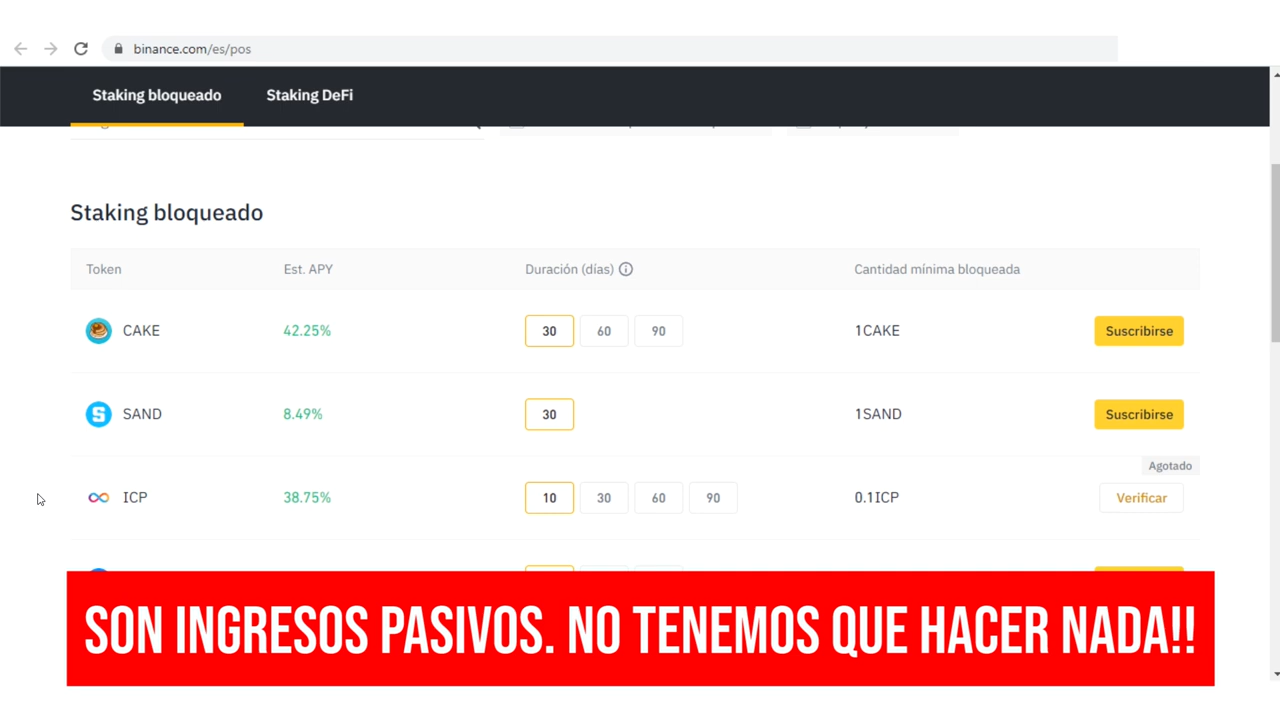 binance.com/es/pos
Staking bloqueado Staking DeFi
Staking bloqueado
Token Est. APY Duración (días) Cantidad mínima bloqueada
CAKE 42.25% 30 60 90 1CAKE Suscribirse
SAND 8.49% 30 1SAND Suscribirse
Agotado
ICP 38.75% 10 30 60 90 0.1ICP Verificar
SON INGRESOS PASIVOS. NO TENEMOS QUE HACER NADA!!